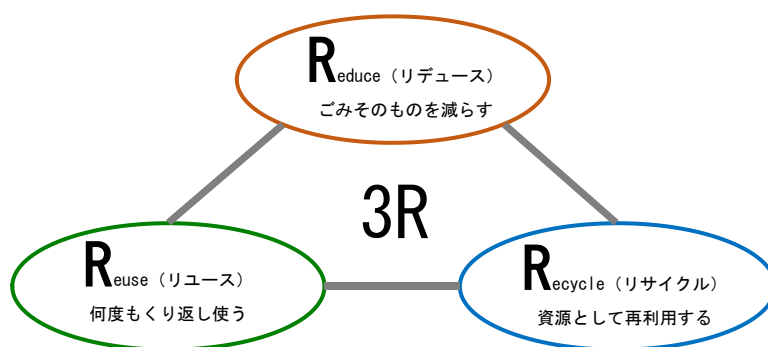 Reduce（リデュース）
ごみそのものを減らす
3R
Reuse（リユース）
何度もくり返し使う
Recycle（リサイクル）
資源として再利用する